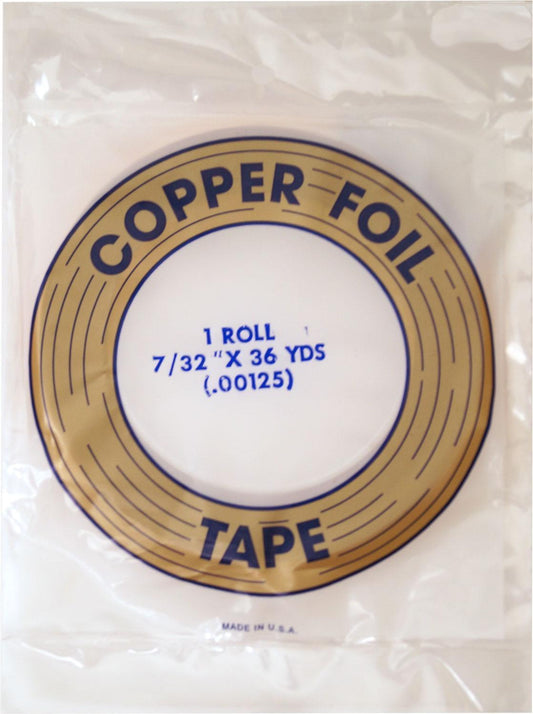 COPPER FOIL
1 ROLL
7/32 "X 36 YDS
(.00125)
TAPE
MADE IN U.S.A.